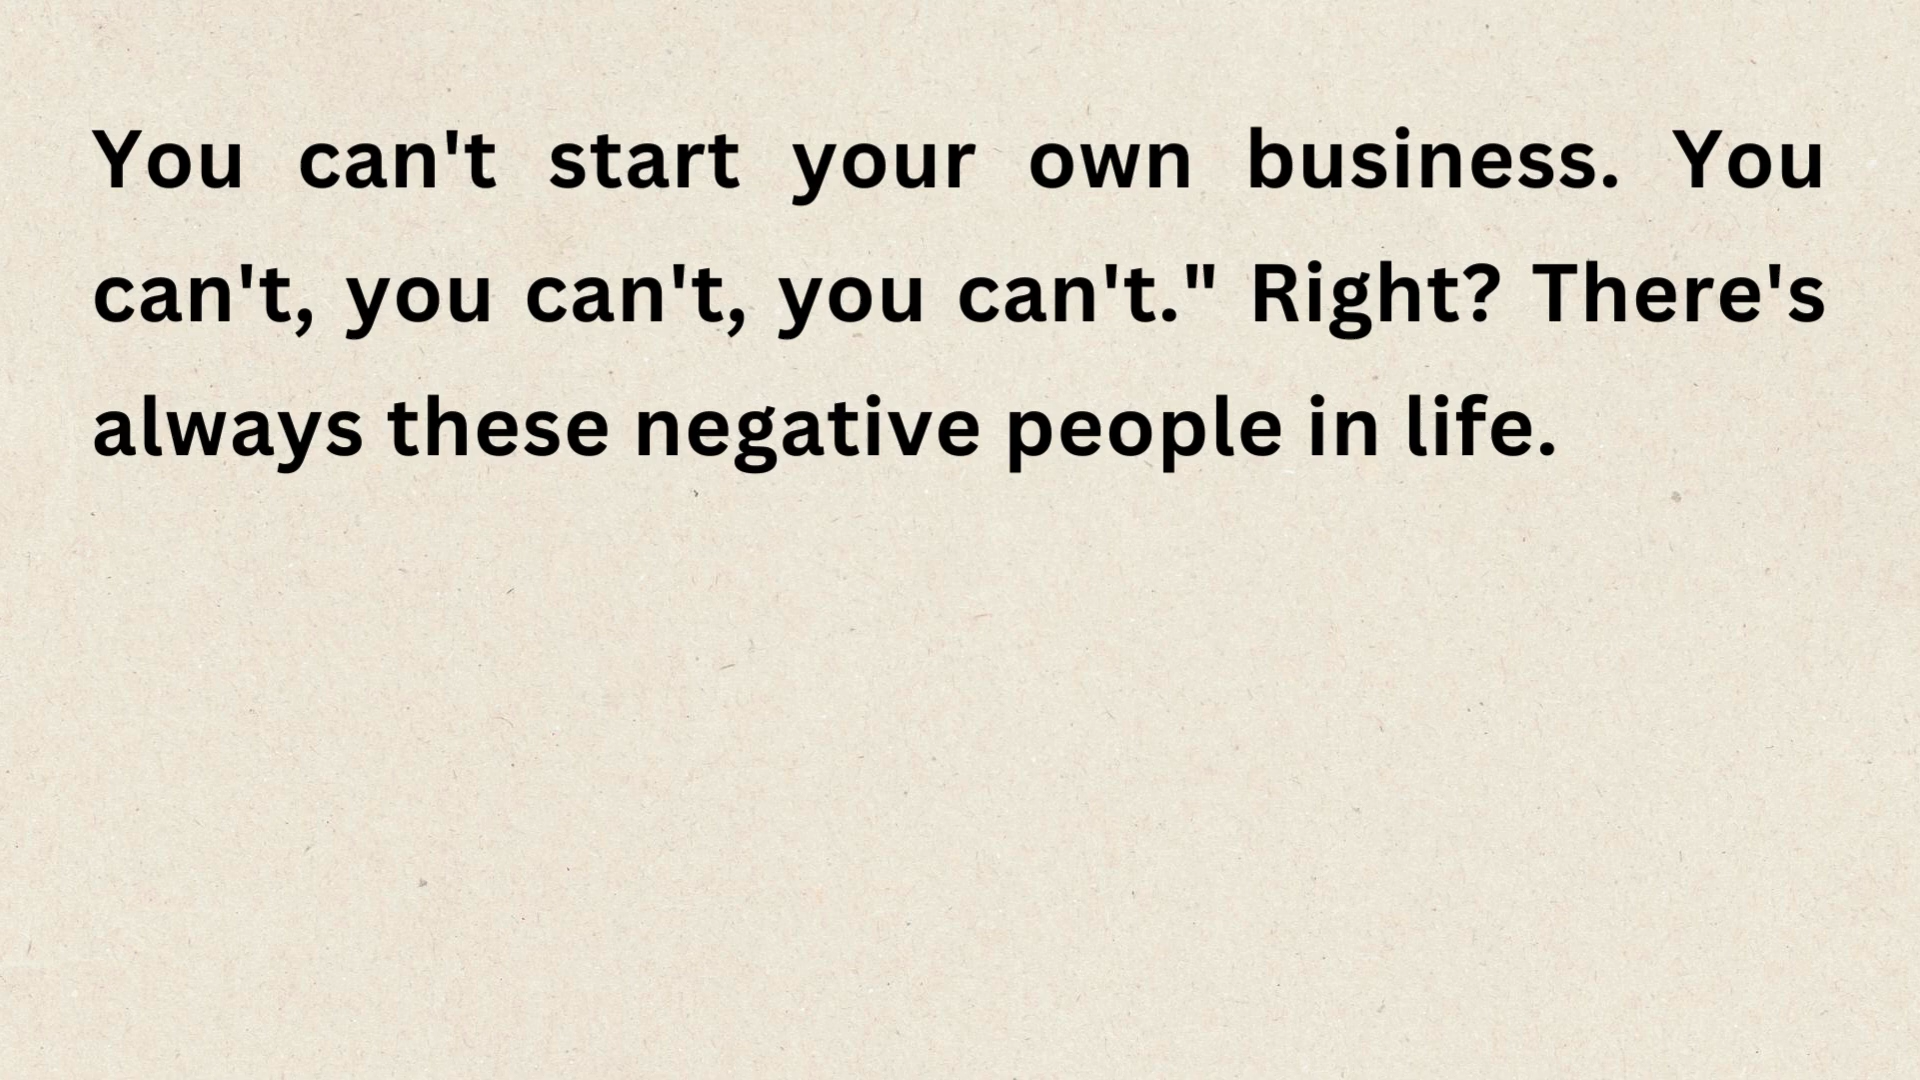 You can't start your own business. You
can't, you can't, you can't." Right? There's
always these negative people in life.